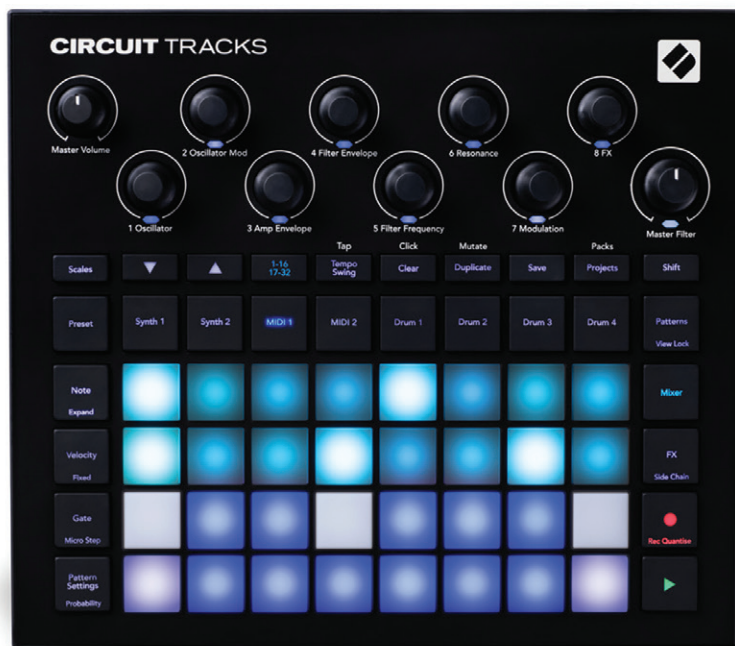 CIRCUIT TRACKS
Master Volume
2 Oscillator Mod
4 Filter Envelope
6 Resonance
8 FX
1 Oscillator
3 Amp Envelope
5 Filter Frequency
7 Modulation
Master Filter
Tap
Click
Mutate
Packs
Scales
▼
▲
1-16
17-32
Tempo
Swing
Clear
Duplicate
Save
Projects
Shift
Preset
Synth 1
Synth 2
MIDI 1
MIDI 2
Drum 1
Drum 2
Drum 3
Drum 4
Patterns
View Lock
Note
Expand
Mixer
Velocity
Fixed
FX
Side Chain
Gate
Micro Step
Rec Quantise
Pattern
Settings
Probability